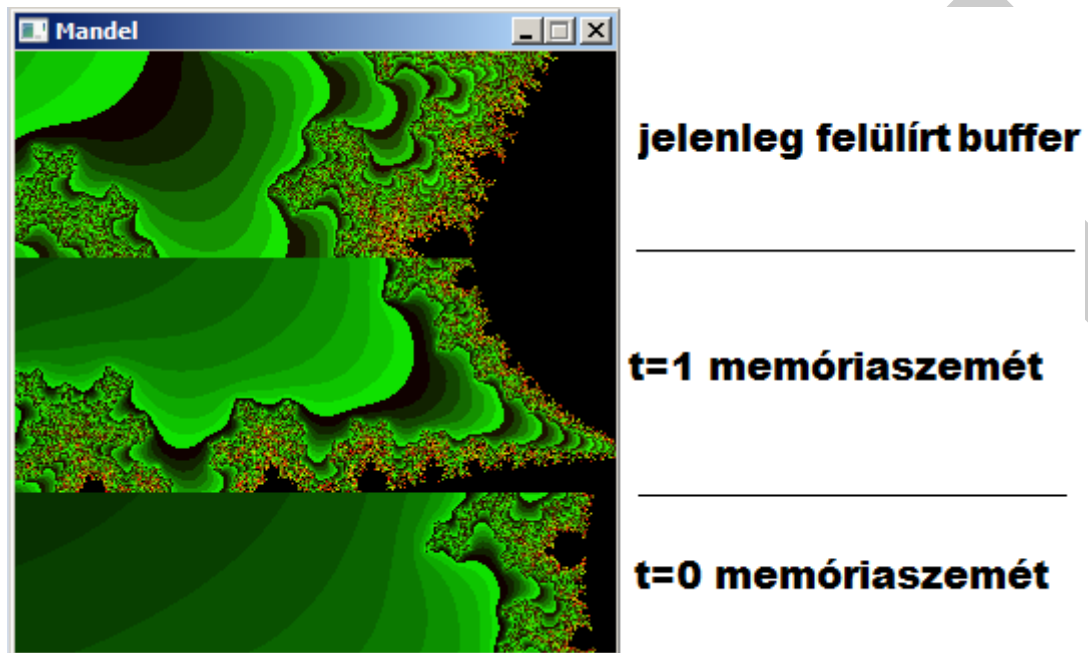 Mandel
jelenleg felülírt buffer
t=1 memóriaszemét
t=0 memóriaszemét